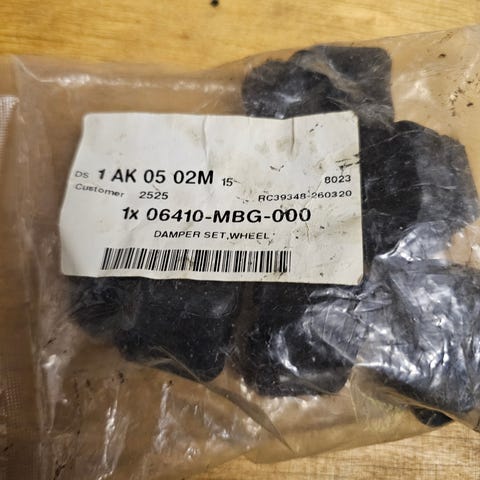 DS 1 AK 05 02M 15 8023
Customer 2525 RC39348-260320
1x 06410-MBG-000
DAMPER SET,WHEEL